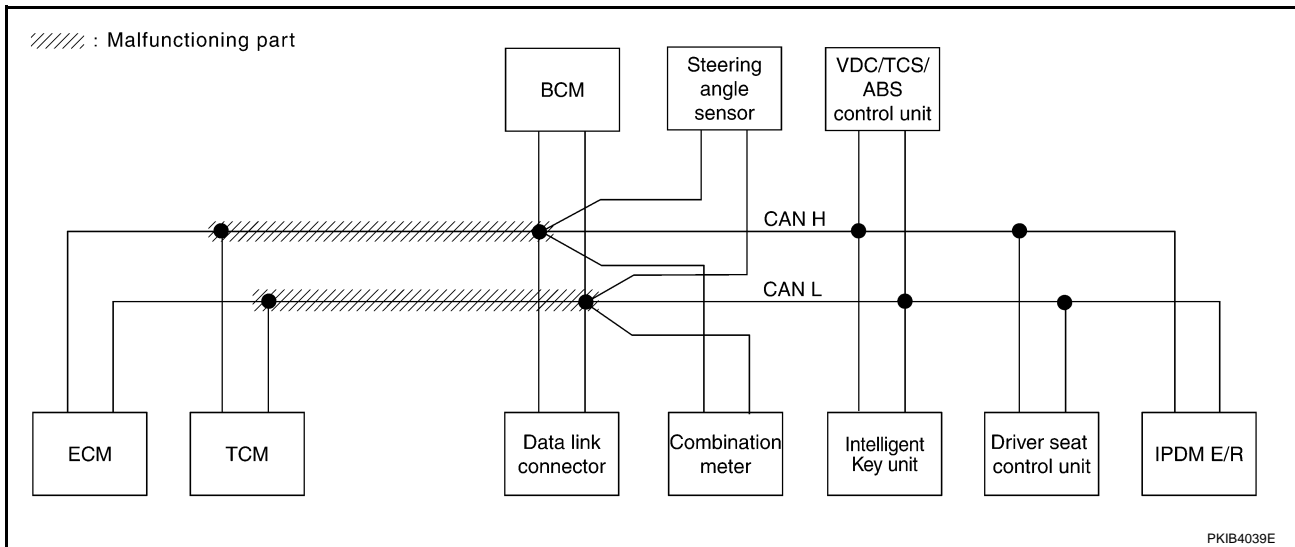 : Malfunctioning part
BCM
Steering
angle
sensor
VDC/TCS/
ABS
control unit
CAN H
CAN L
ECM
TCM
Data link
connector
Combination
meter
Intelligent
Key unit
Driver seat
control unit
IPDM E/R
PKIB4039E